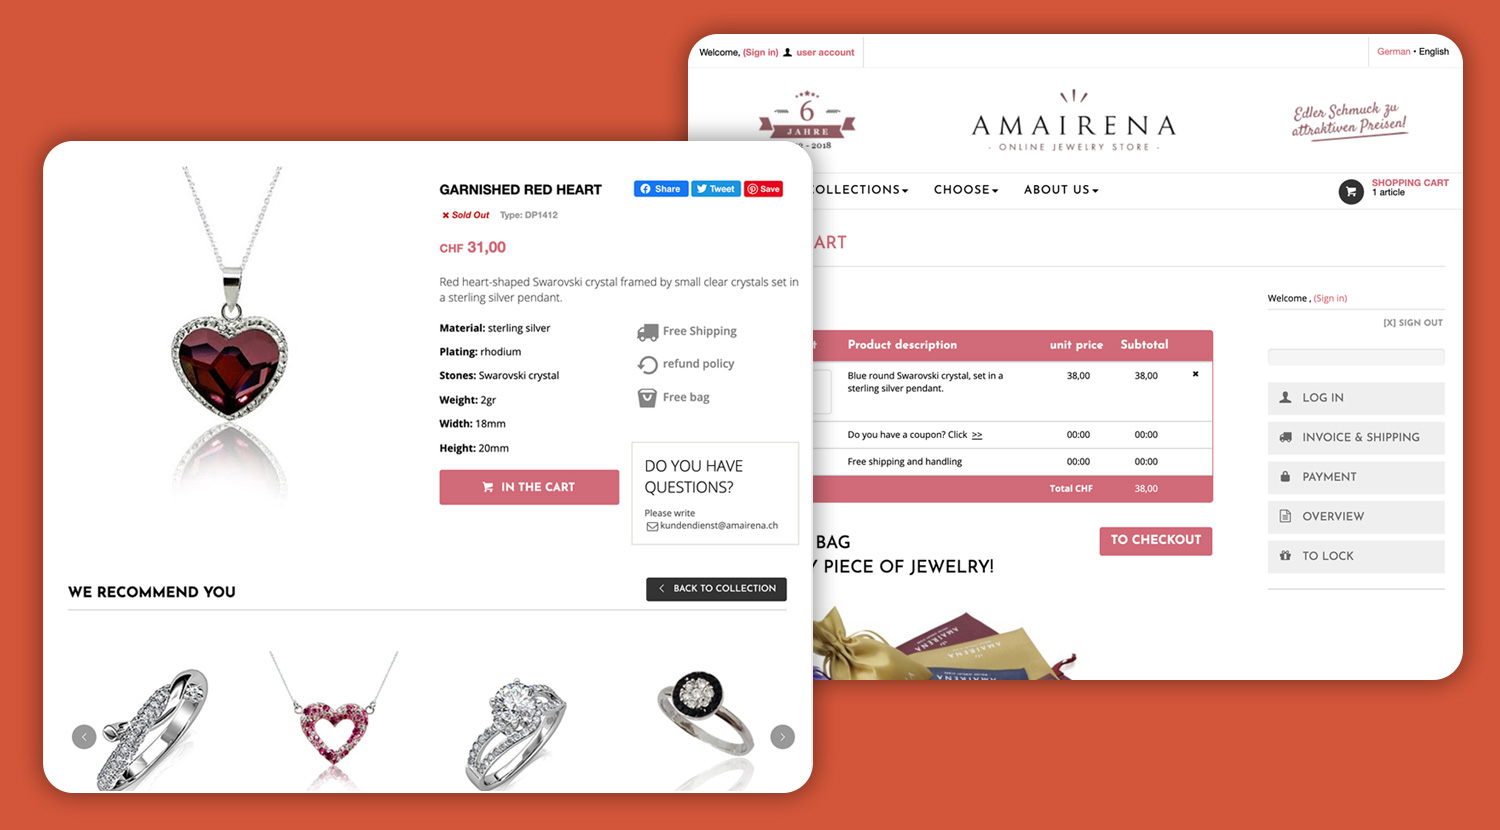 Welcome, (Sign in) user account
German • English
6
JAHRE
2018
AMAIRENA
- ONLINE JEWELRY STORE -
Edler Schmuck zu
attraktiven Preisen!
OLLECTIONS
CHOOSE
ABOUT US
SHOPPING CART
1 article
ART
Welcome , (Sign in)
[X] SIGN OUT
t Product description unit price Subtotal
Blue round Swarovski crystal, set in a
sterling silver pendant.
38,00 38,00
Do you have a coupon? Click >> 00:00 00:00
Free shipping and handling 00:00 00:00
Total CHF 38,00
LOG IN
INVOICE & SHIPPING
PAYMENT
OVERVIEW
TO LOCK
BAG
Y PIECE OF JEWELRY!
TO CHECKOUT
AMAIRENA
AMAIRENA
GARNISHED RED HEART
Share
Tweet
Save
Sold Out Type: DP1412
CHF 31,00
Red heart-shaped Swarovski crystal framed by small clear crystals set in
a sterling silver pendant.
Material: sterling silver
Plating: rhodium
Stones: Swarovski crystal
Weight: 2gr
Width: 18mm
Height: 20mm
Free Shipping
refund policy
Free bag
IN THE CART
DO YOU HAVE
QUESTIONS?
Please write
kundendienst@amairena.ch
WE RECOMMEND YOU
BACK TO COLLECTION